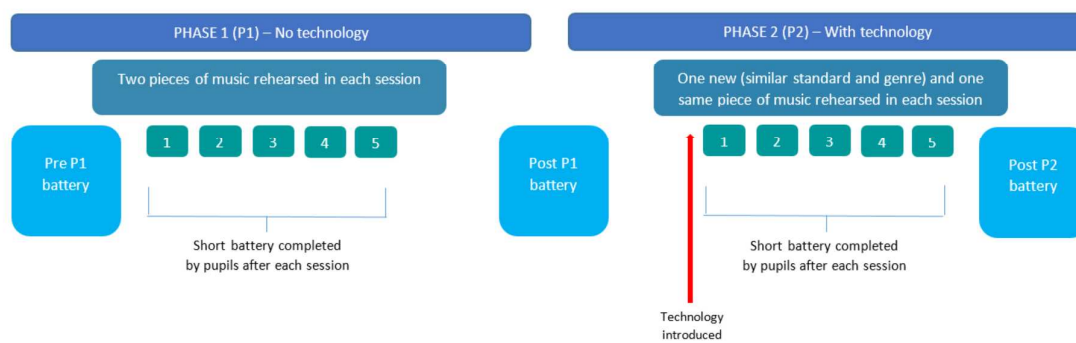 PHASE 1 (P1) – No technology
Two pieces of music rehearsed in each session
Pre P1
battery
1 2 3 4 5
Short battery completed
by pupils after each session
Post P1
battery
PHASE 2 (P2) – With technology
One new (similar standard and genre) and one
same piece of music rehearsed in each session
1 2 3 4 5
Short battery completed
by pupils after each session
Technology
introduced
Post P2
battery